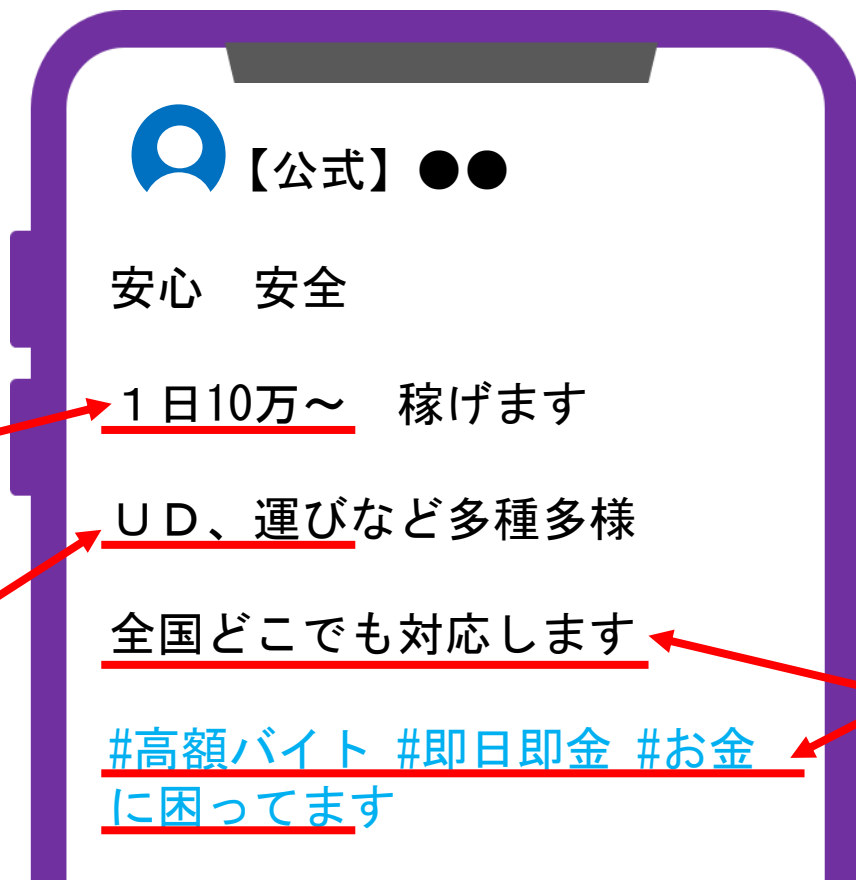 【公式】●●
安心　安全
１日10万～　稼げます
ＵＤ、運びなど多種多様
全国どこでも対応します
#高額バイト #即日即金 #お金
に困ってます